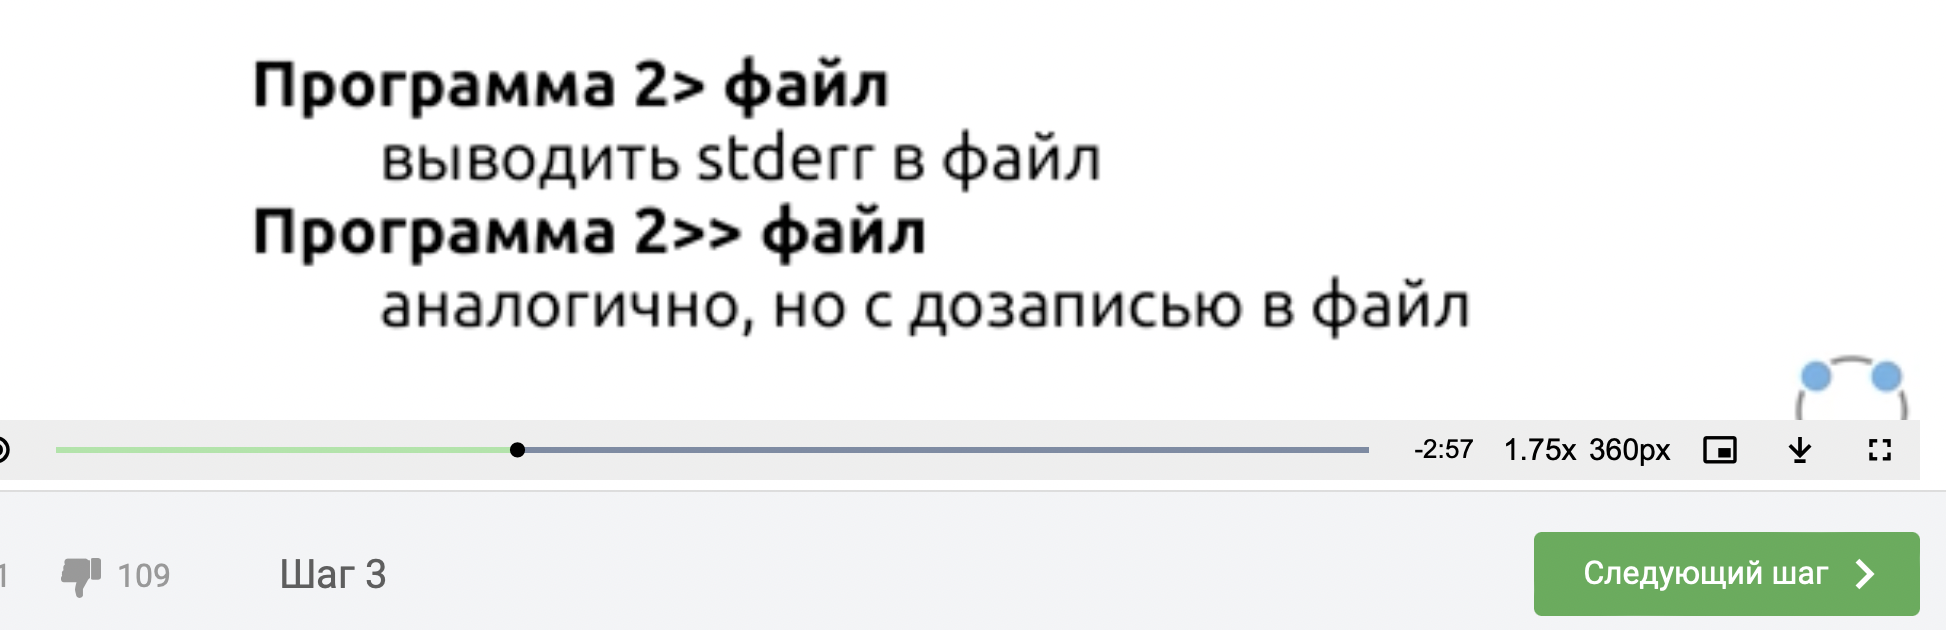 Программа 2> файл
выводить stderr в файл
Программа 2>> файл
аналогично, но с дозаписью в файл
-2:57 1.75x 360px
109 Шаг 3 Следующий шаг